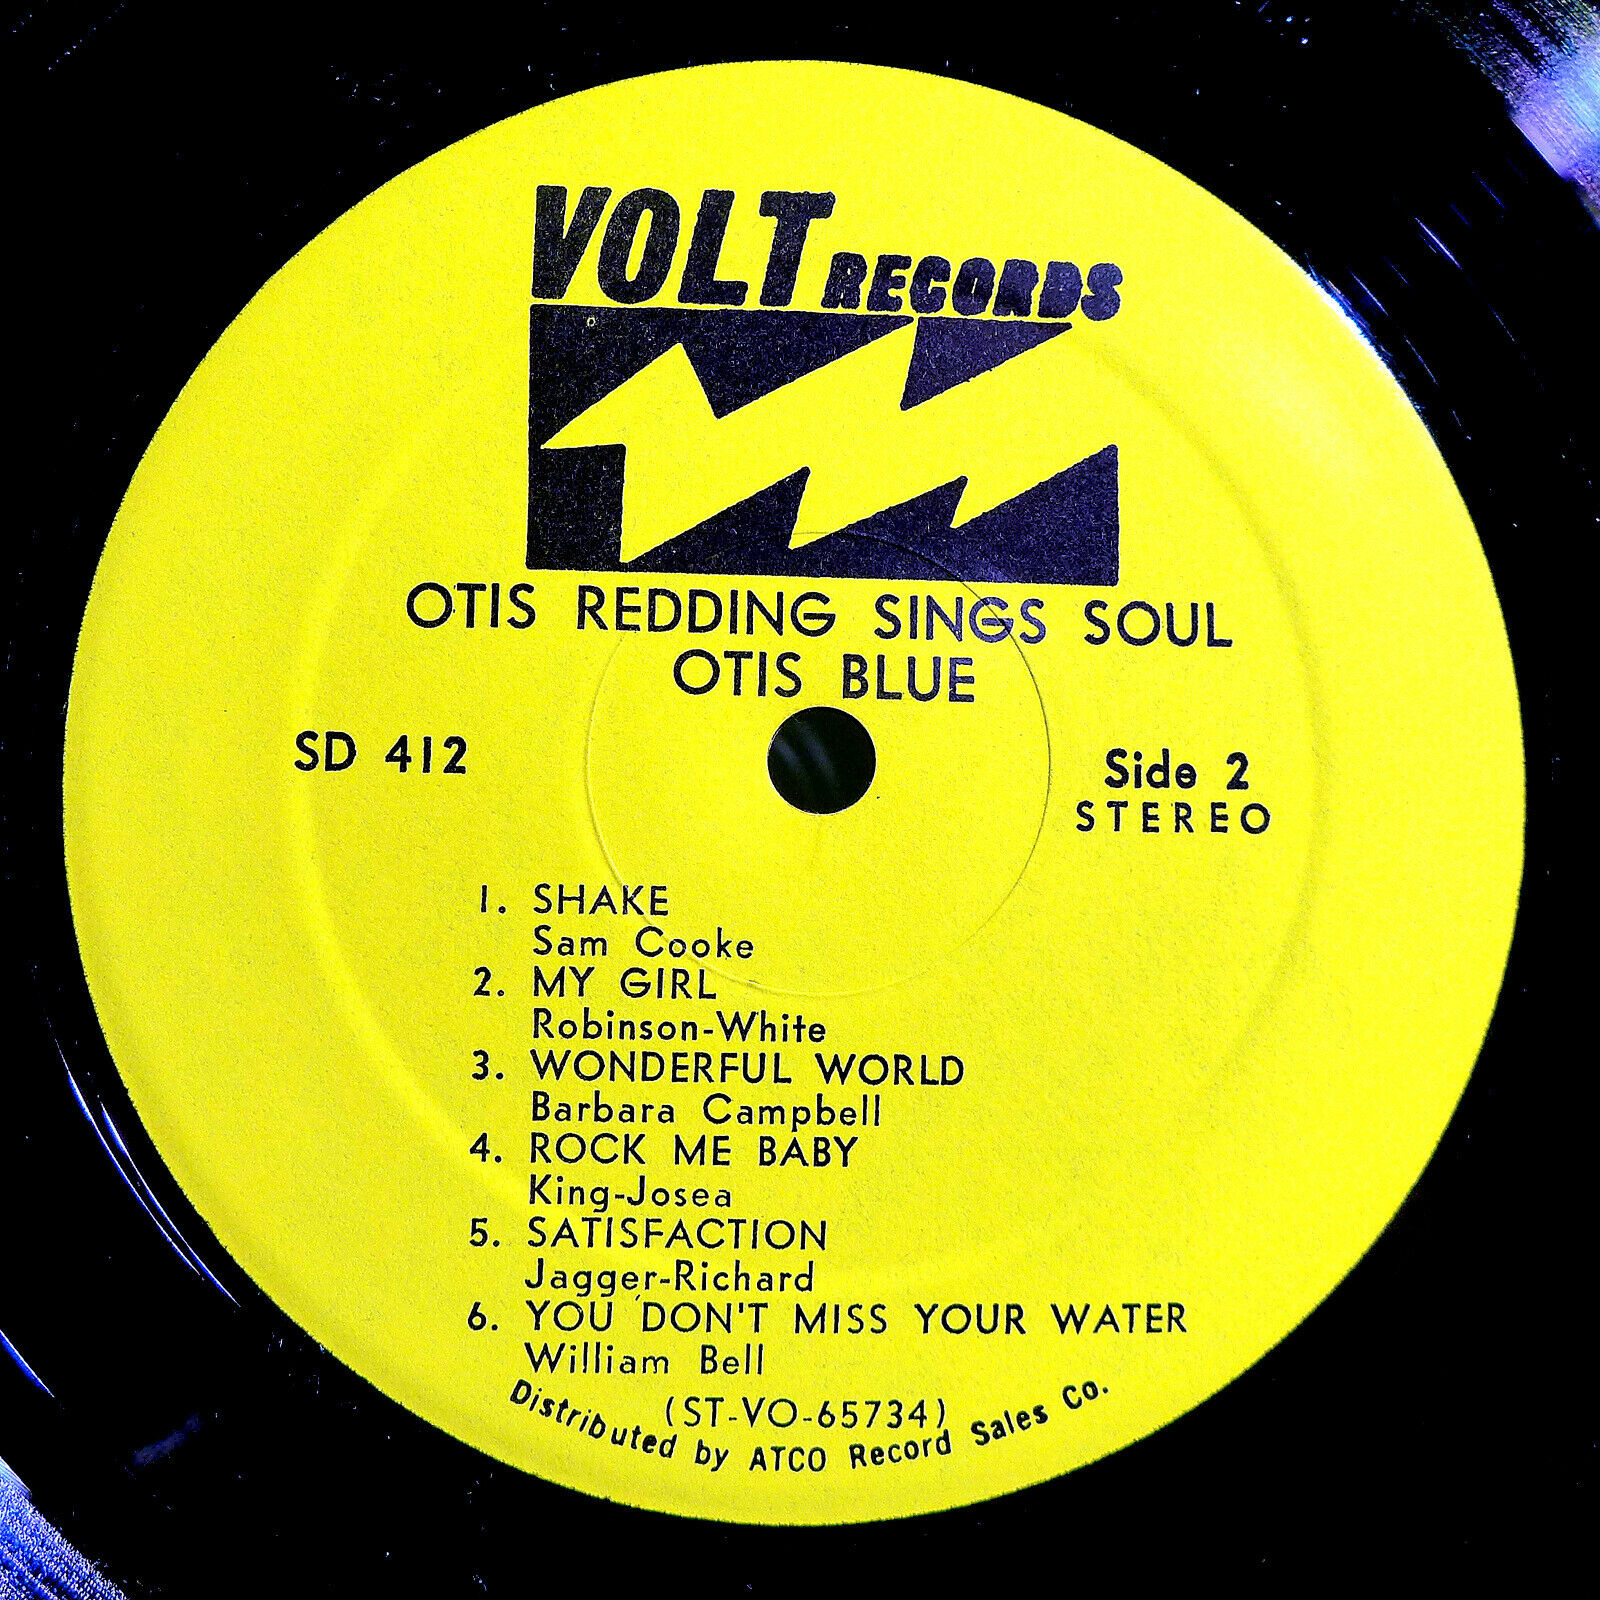 VOLT RECORDS
OTIS REDDING SINGS SOUL
OTIS BLUE
SD 412
Side 2
STEREO
1. SHAKE
Sam Cooke
2. MY GIRL
Robinson-White
3. WONDERFUL WORLD
Barbara Campbell
4. ROCK ME BABY
King-Josea
5. SATISFACTION
Jagger-Richard
6. YOU DON'T MISS YOUR WATER
William Bell
(ST-VO-65734)
Distributed by ATCO Record Sales Co.